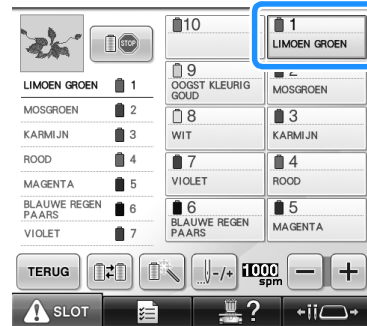 STOP
LIMOEN GROEN 1
MOSGROEN 2
KARMIJN 3
ROOD 4
MAGENTA 5
BLAUWE REGEN
PAARS 6
VIOLET 7
10
1
LIMOEN GROEN
9
OOGST KLEURIG
GOUD
2
MOSGROEN
8
WIT
3
KARMIJN
7
VIOLET
4
ROOD
6
BLAUWE REGEN
PAARS
5
MAGENTA
TERUG
-/+
1000
spm
− +
SLOT
?